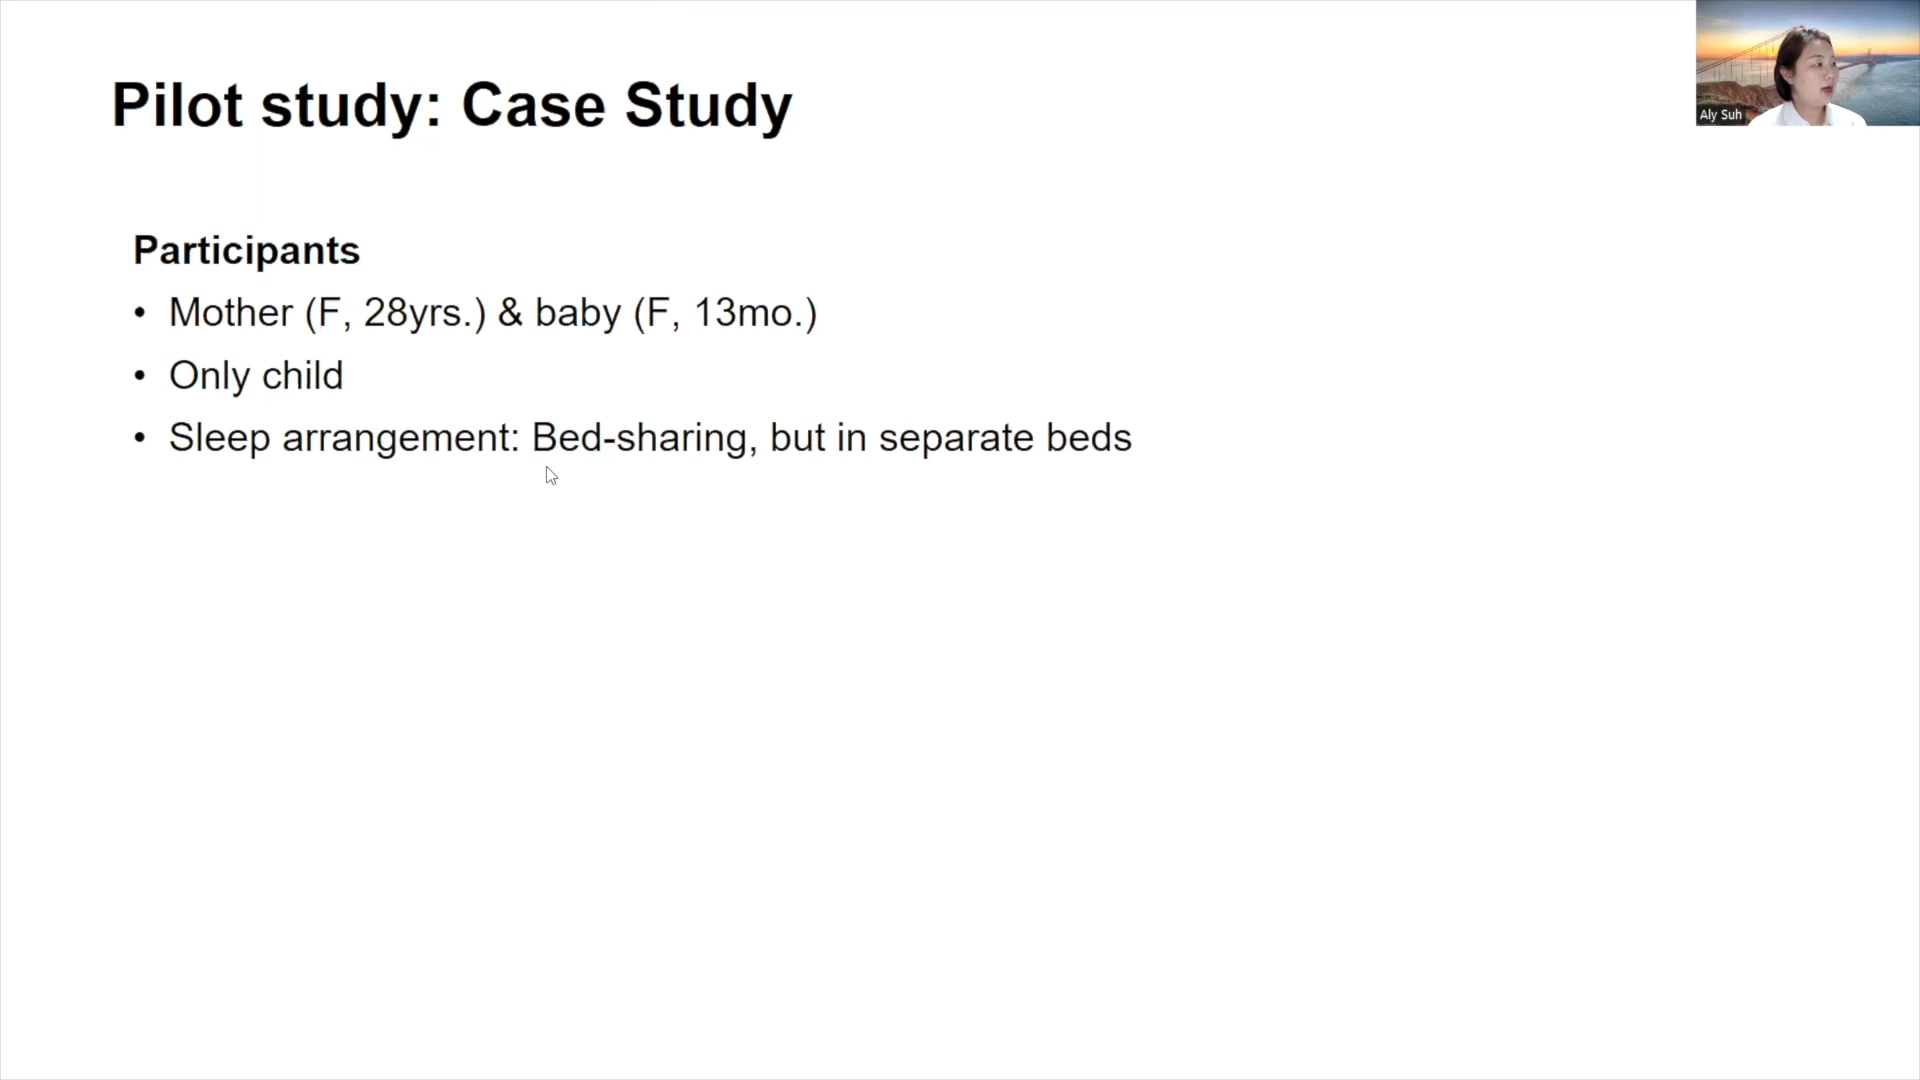 Pilot study: Case Study
Aly Suh
Participants
• Mother (F, 28yrs.) & baby (F, 13mo.)
• Only child
• Sleep arrangement: Bed-sharing, but in separate beds